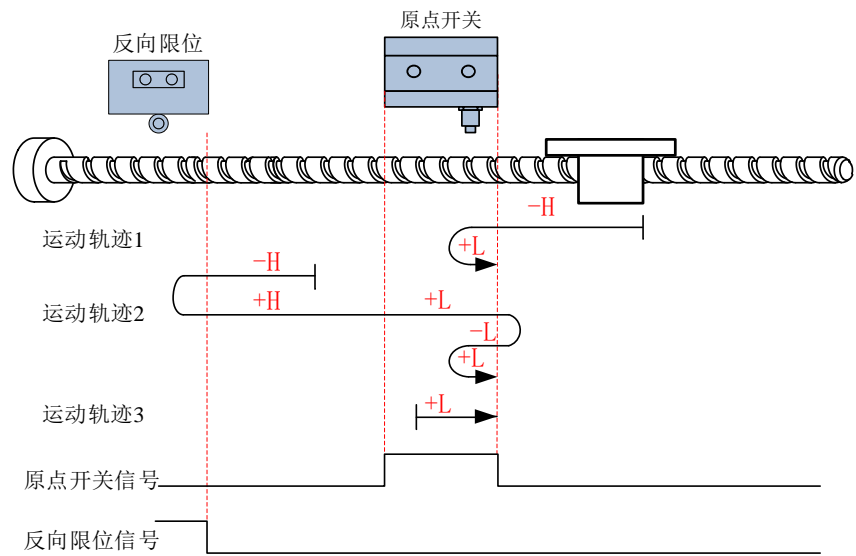 原点开关
反向限位
-H
运动轨迹1
+L
-H
运动轨迹2
+H
+L
-L
+L
运动轨迹3
+L
原点开关信号
反向限位信号